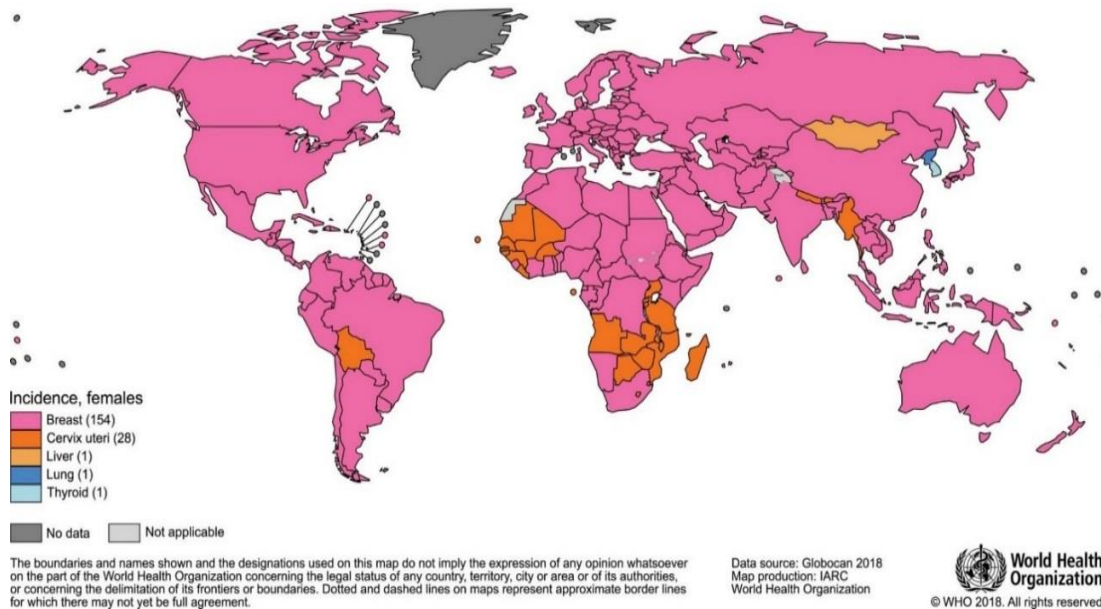 Incidence, females
Breast (154)
Cervix uteri (28)
Liver (1)
Lung (1)
Thyroid (1)
No data
Not applicable
The boundaries and names shown and the designations used on this map do not imply the expression of any opinion whatsoever
on the part of the World Health Organization concerning the legal status of any country, territory, city or area or of its authorities,
or concerning the delimitation of its frontiers or boundaries. Dotted and dashed lines on maps represent approximate border lines
for which there may not yet be full agreement.
Data source: Globocan 2018
Map production: IARC
World Health Organization
World Health
Organization
© WHO 2018. All rights reserved